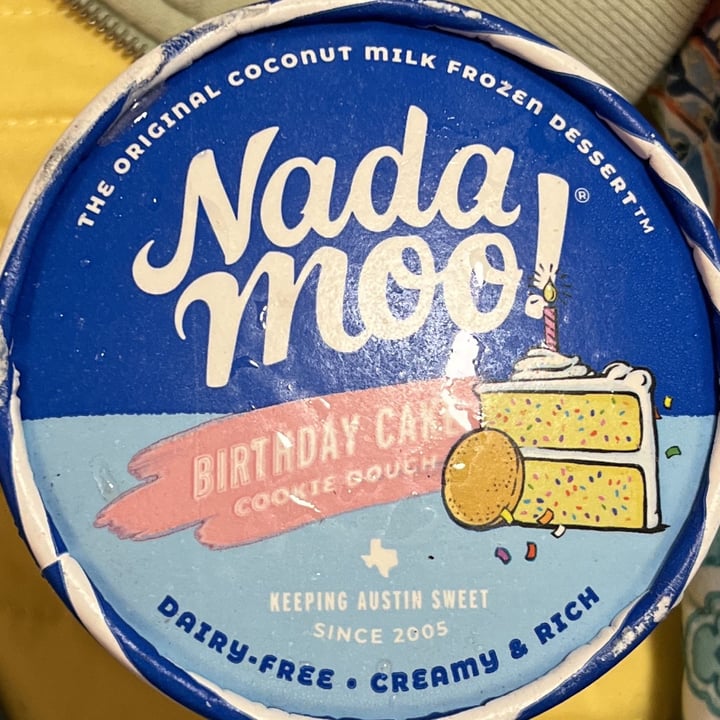 THE ORIGINAL COCONUT MILK FROZEN DESSERT™
Nada
moo!®
BIRTHDAY CAKE
COOKIE DOUGH
KEEPING AUSTIN SWEET
SINCE 2005
DAIRY-FREE • CREAMY & RICH